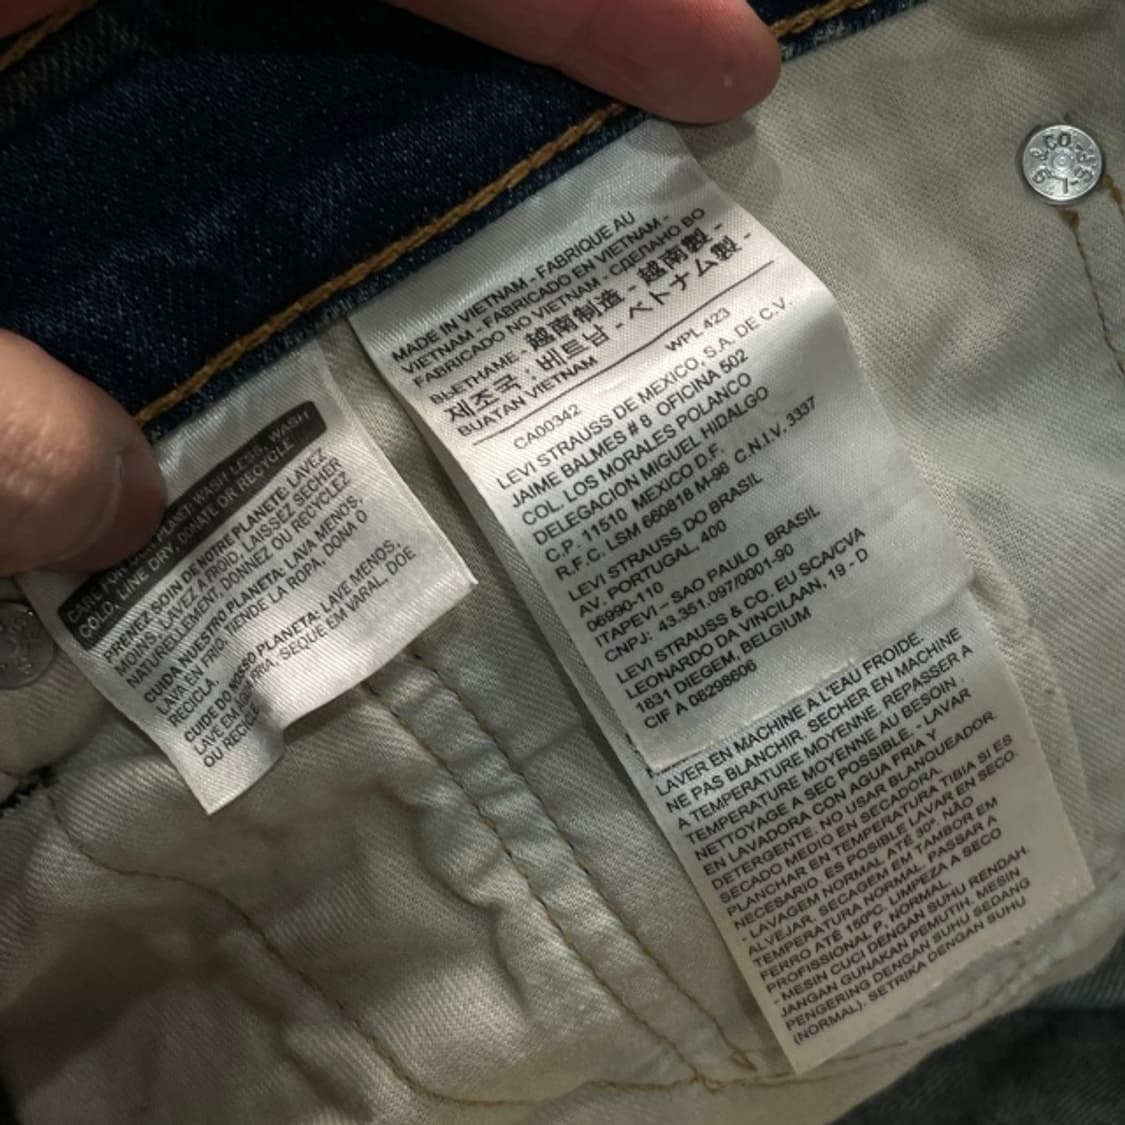 CARE FOR OUR PLANET: WASH LESS, WASH
COLD, LINE DRY, DONATE OR RECYCLE
PRENEZ SOIN DE NOTRE PLANETE: LAVEZ
MOINS, LAVEZ A FROID, LAISSEZ SECHER
NATURELLEMENT, DONNEZ OU RECYCLEZ
CUIDA NUESTRO PLANETA: LAVA MENOS,
LAVA EN FRIO, TIENDE LA ROPA, DONA O
RECICLA.
CUIDE DO NOSSO PLANETA: LAVE MENOS,
LAVE EM AGUA FRIA, SEQUE EM VARAL, DOE
OU RECICLE
MADE IN VIETNAM - FABRIQUE AU
VIETNAM - FABRICADO EN VIETNAM -
FABRICADO NO VIETNAM - СДЕЛАНО ВО
ВЬЕТНАМЕ - 越南制造 - 越南製 -
제조국 : 베트남 - ベトナム製 -
BUATAN VIETNAM
CA00342 WPL 423
LEVI STRAUSS DE MEXICO, S.A. DE C.V.
JAIME BALMES # 8 OFICINA 502
COL. LOS MORALES POLANCO
DELEGACION MIGUEL HIDALGO
C.P. 11510 MEXICO D.F.
R.F.C. LSM 660818 M-98 C.N.I.V. 3337
LEVI STRAUSS DO BRASIL
AV. PORTUGAL, 400
06990-110
ITAPEVI – SAO PAULO BRASIL
CNPJ: 43.351.097/0001-90
LEVI STRAUSS & CO. EU SCA/CVA
LEONARDO DA VINCILAAN, 19 - D
1831 DIEGEM, BELGIUM
CIF A 08298606
LAVER EN MACHINE A L'EAU FROIDE.
NE PAS BLANCHIR. SECHER EN MACHINE
A TEMPERATURE MOYENNE. REPASSER A
TEMPERATURE MOYENNE AU BESOIN .
NETTOYAGE A SEC POSSIBLE. - LAVAR
EN LAVADORA CON AGUA FRIA Y
DETERGENTE. NO USAR BLANQUEADOR.
SECADO MEDIO EN SECADORA.
PLANCHAR EN TEMPERATURA TIBIA SI ES
NECESARIO. ES POSIBLE LAVAR EN SECO.
- LAVAGEM NORMAL ATÉ 30º. NÃO
ALVEJAR. SECAGEM EM TAMBOR EM
TEMPERATURA NORMAL. PASSAR A
FERRO ATÉ 150ºC. LIMPEZA A SECO
PROFISSIONAL P, NORMAL.
- MESIN CUCI DENGAN SUHU RENDAH.
JANGAN GUNAKAN PEMUTIH. MESIN
PENGERING DENGAN SUHU SEDANG
(NORMAL). SETRIKA DENGAN SUHU
L.S.&CO.